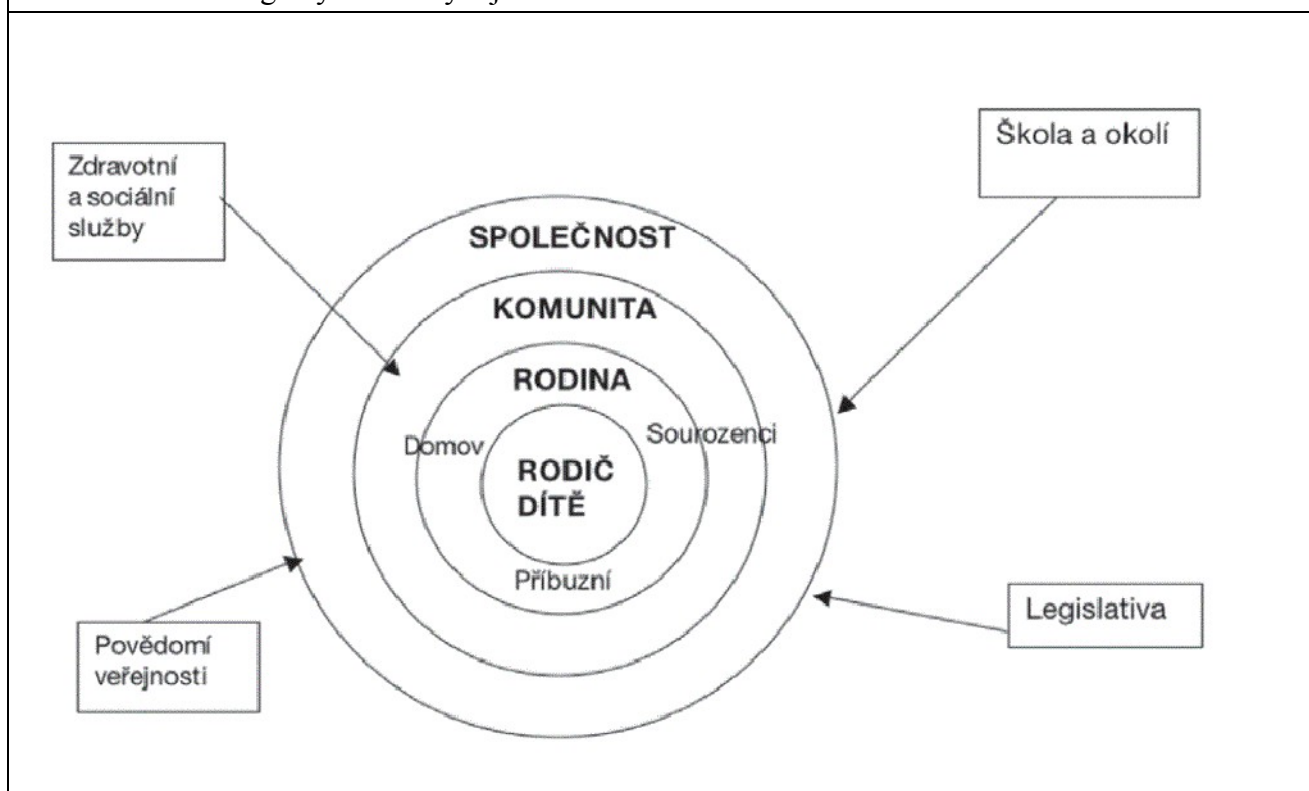 Škola a okolí
Zdravotní
a sociální
služby
SPOLEČNOST
KOMUNITA
RODINA
Domov
Sourozenci
RODIČ
DÍTĚ
Příbuzní
Legislativa
Povědomí
veřejnosti